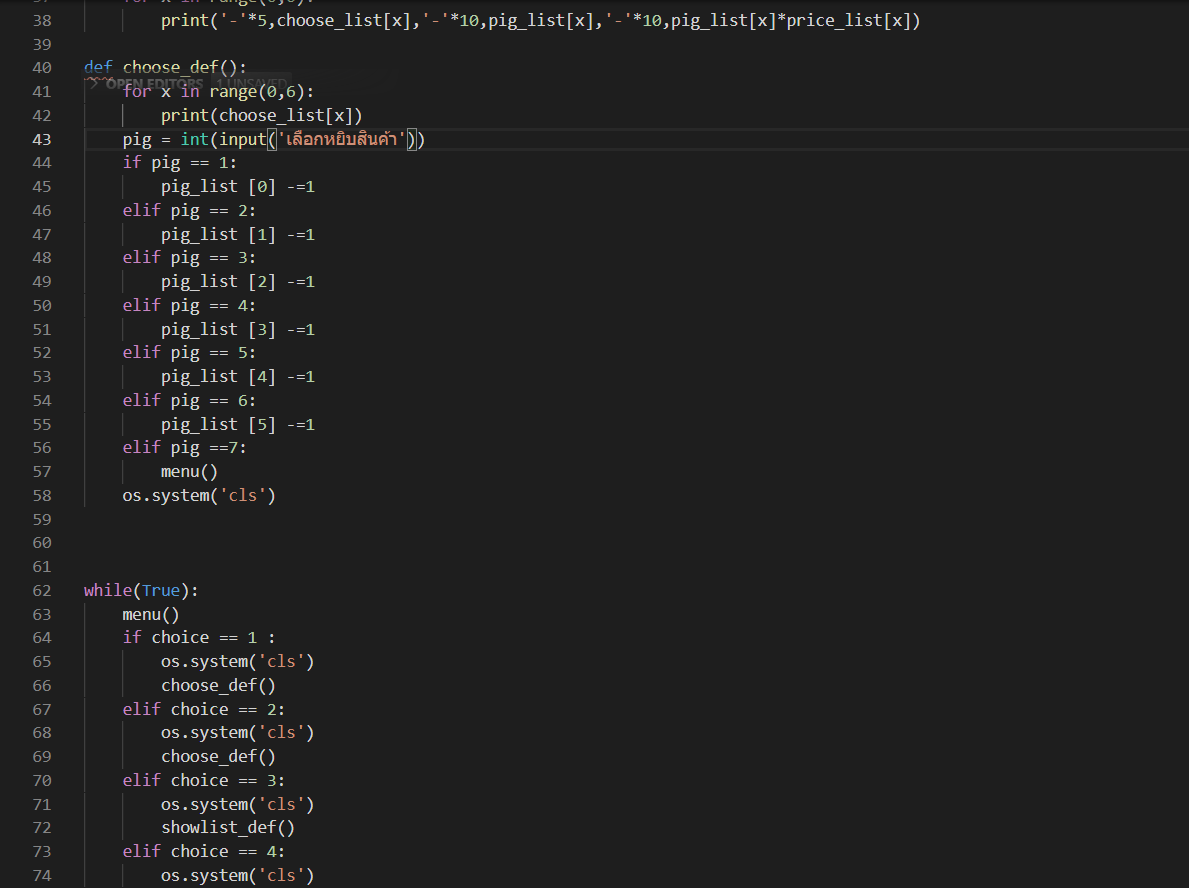 38 print('-'*5,choose_list[x],'-'*10,pig_list[x],'-'*10,pig_list[x]*price_list[x])
39
40 def choose_def():
OPEN EDITORS 1 UNSAVED
41 for x in range(0,6):
42 print(choose_list[x])
43 pig = int(input('เลือกหยิบสินค้า'))
44 if pig == 1:
45 pig_list [0] -=1
46 elif pig == 2:
47 pig_list [1] -=1
48 elif pig == 3:
49 pig_list [2] -=1
50 elif pig == 4:
51 pig_list [3] -=1
52 elif pig == 5:
53 pig_list [4] -=1
54 elif pig == 6:
55 pig_list [5] -=1
56 elif pig ==7:
57 menu()
58 os.system('cls')
59
60
61
62 while(True):
63 menu()
64 if choice == 1 :
65 os.system('cls')
66 choose_def()
67 elif choice == 2:
68 os.system('cls')
69 choose_def()
70 elif choice == 3:
71 os.system('cls')
72 showlist_def()
73 elif choice == 4:
74 os.system('cls')